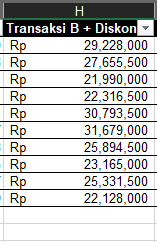 H
Transaksi B + Diskon
Rp 29,228,000
Rp 27,655,500
Rp 21,990,000
Rp 22,316,500
Rp 30,793,500
Rp 31,679,000
Rp 25,894,500
Rp 23,165,000
Rp 25,331,500
Rp 22,128,000